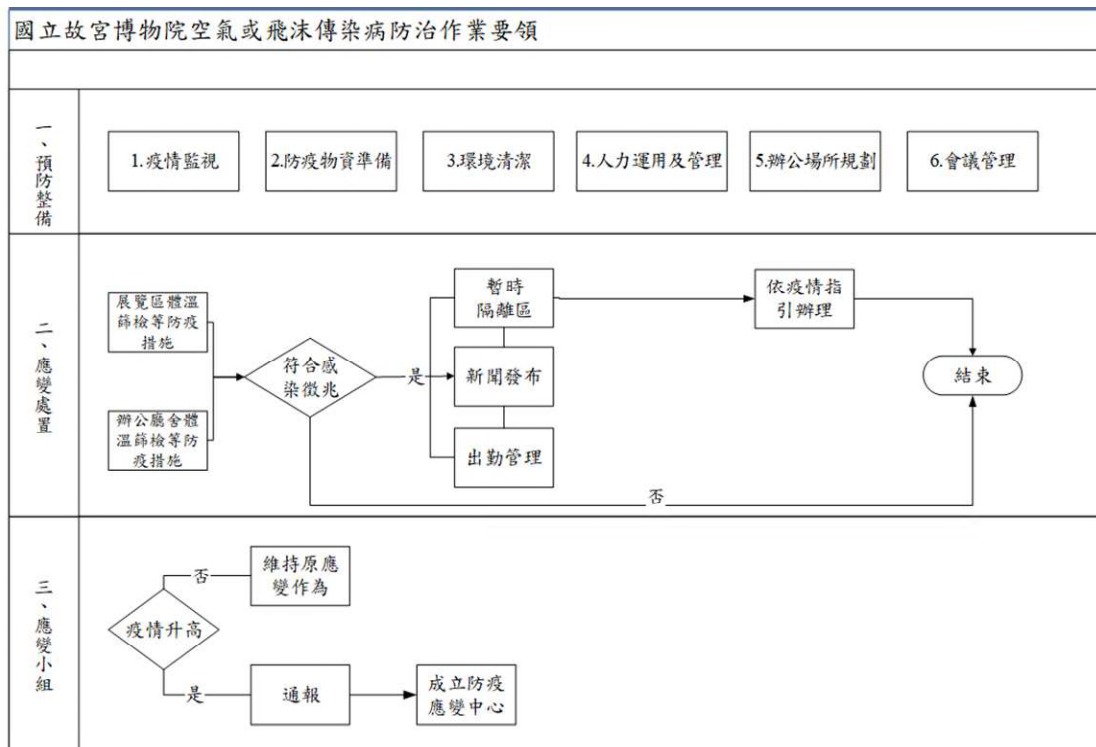 國立故宮博物院空氣或飛沫傳染病防治作業要領
一、預防整備
1.疫情監視
2.防疫物資準備
3.環境清潔
4.人力運用及管理
5.辦公場所規劃
6.會議管理
二、應變處置
展覽區體溫
篩檢等防疫
措施
辦公廳舍體
溫篩檢等防
疫措施
符合感
染徵兆
是
暫時
隔離區
新聞發布
出勤管理
依疫情指
引辦理
結束
否
三、應變小組
疫情升高
否
維持原應
變作為
是
通報
成立防疫
應變中心